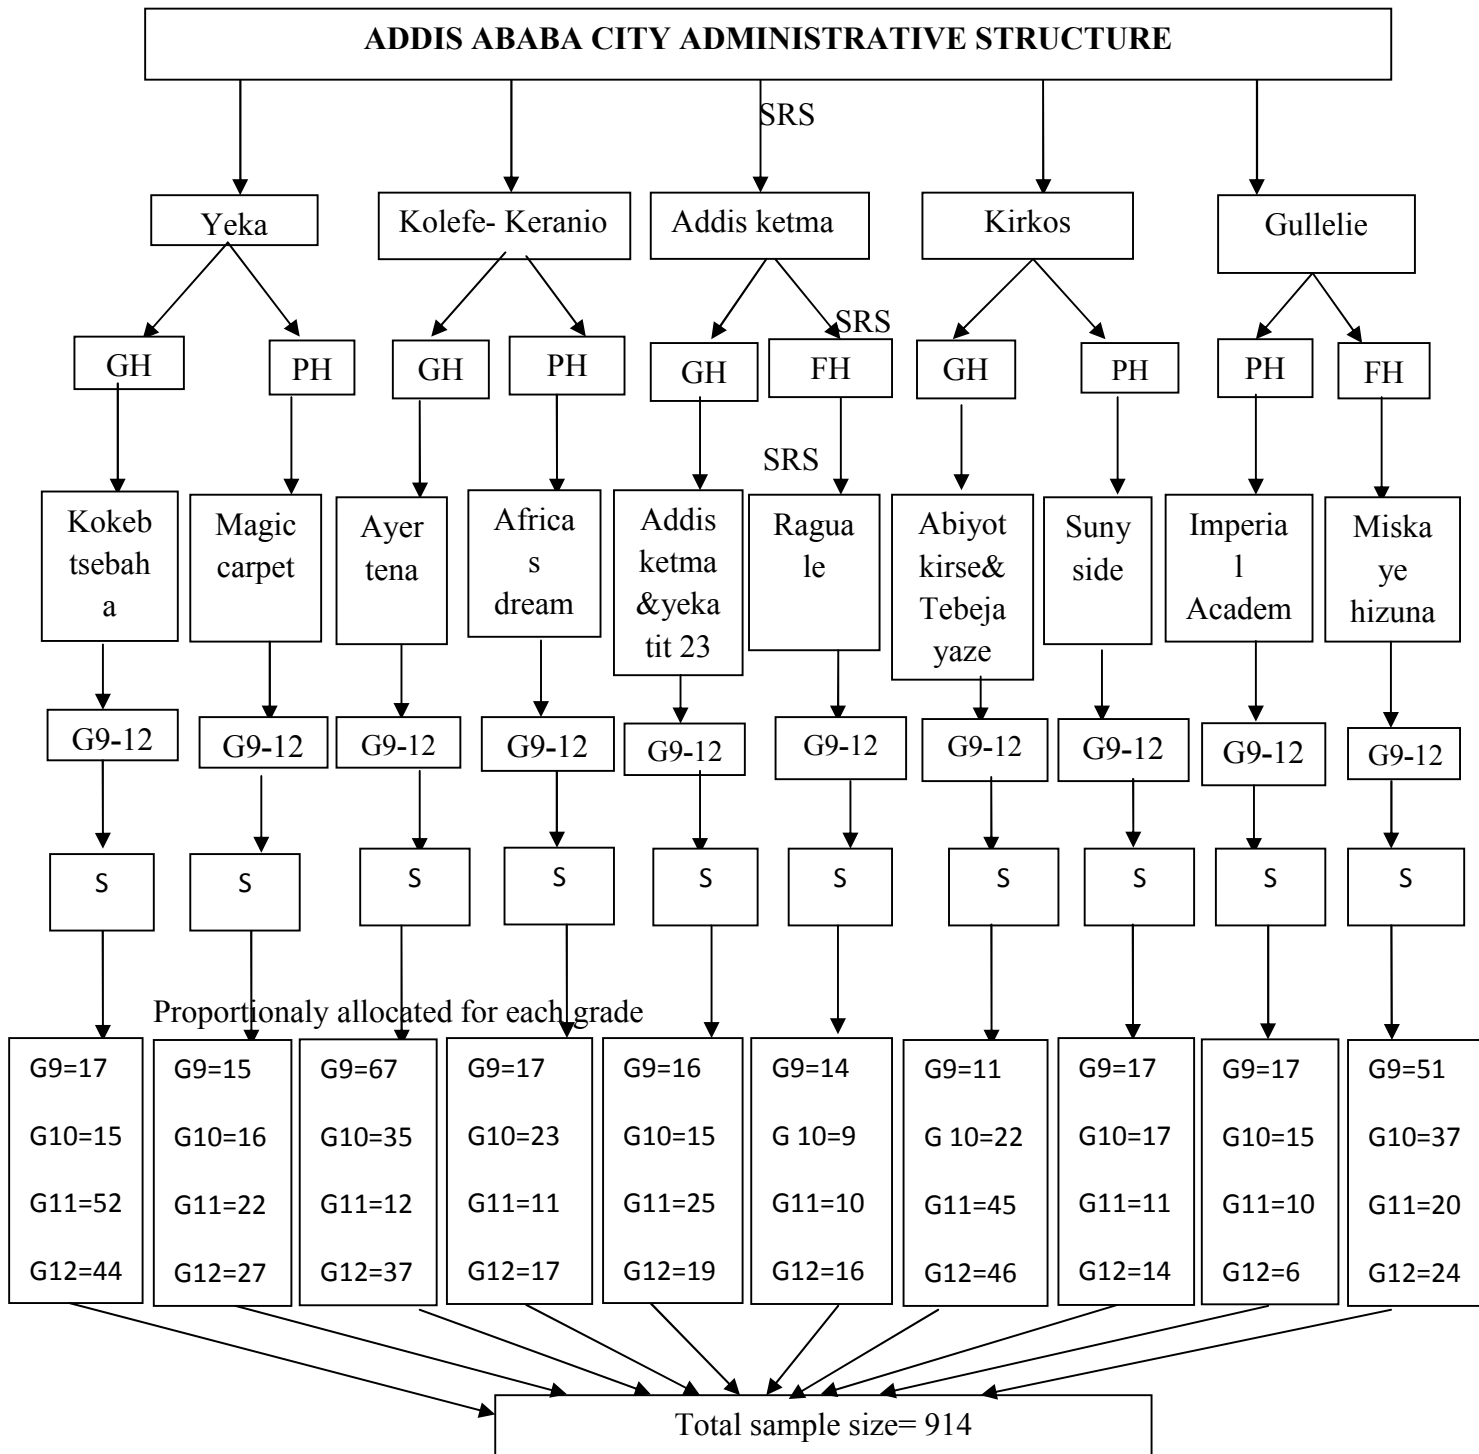 ADDIS ABABA CITY ADMINISTRATIVE STRUCTURE
SRS
Yeka
Kolefe- Keranio
Addis ketma
Kirkos
Gullelie
SRS
GH
PH
GH
PH
GH
FH
GH
PH
PH
FH
SRS
Kokeb
tsebah
a
Magic
carpet
Ayer
tena
Africa
s
dream
Addis
ketma
&yeka
tit 23
Ragua
le
Abiyot
kirse&
Tebeja
yaze
Suny
side
Imperia
l
Academ
Miska
ye
hizuna
G9-12
G9-12
G9-12
G9-12
G9-12
G9-12
G9-12
G9-12
G9-12
G9-12
S
S
S
S
S
S
S
S
S
S
Proportionaly allocated for each grade
G9=17
G10=15
G11=52
G12=44
G9=15
G10=16
G11=22
G12=27
G9=67
G10=35
G11=12
G12=37
G9=17
G10=23
G11=11
G12=17
G9=16
G10=15
G11=25
G12=19
G9=14
G 10=9
G11=10
G12=16
G9=11
G 10=22
G11=45
G12=46
G9=17
G10=17
G11=11
G12=14
G9=17
G10=15
G11=10
G12=6
G9=51
G10=37
G11=20
G12=24
Total sample size= 914